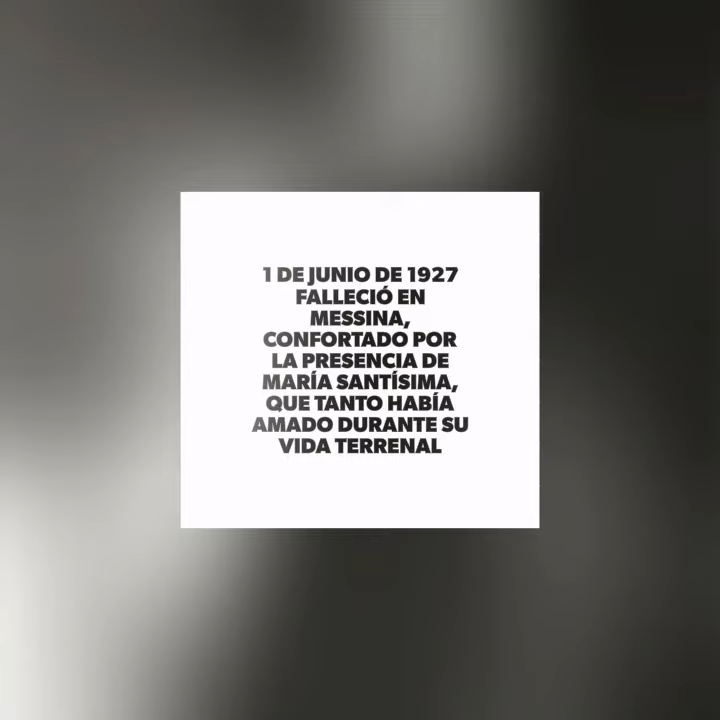 1 DE JUNIO DE 1927
FALLECIÓ EN
MESSINA,
CONFORTADO POR
LA PRESENCIA DE
MARÍA SANTÍSIMA,
QUE TANTO HABÍA
AMADO DURANTE SU
VIDA TERRENAL